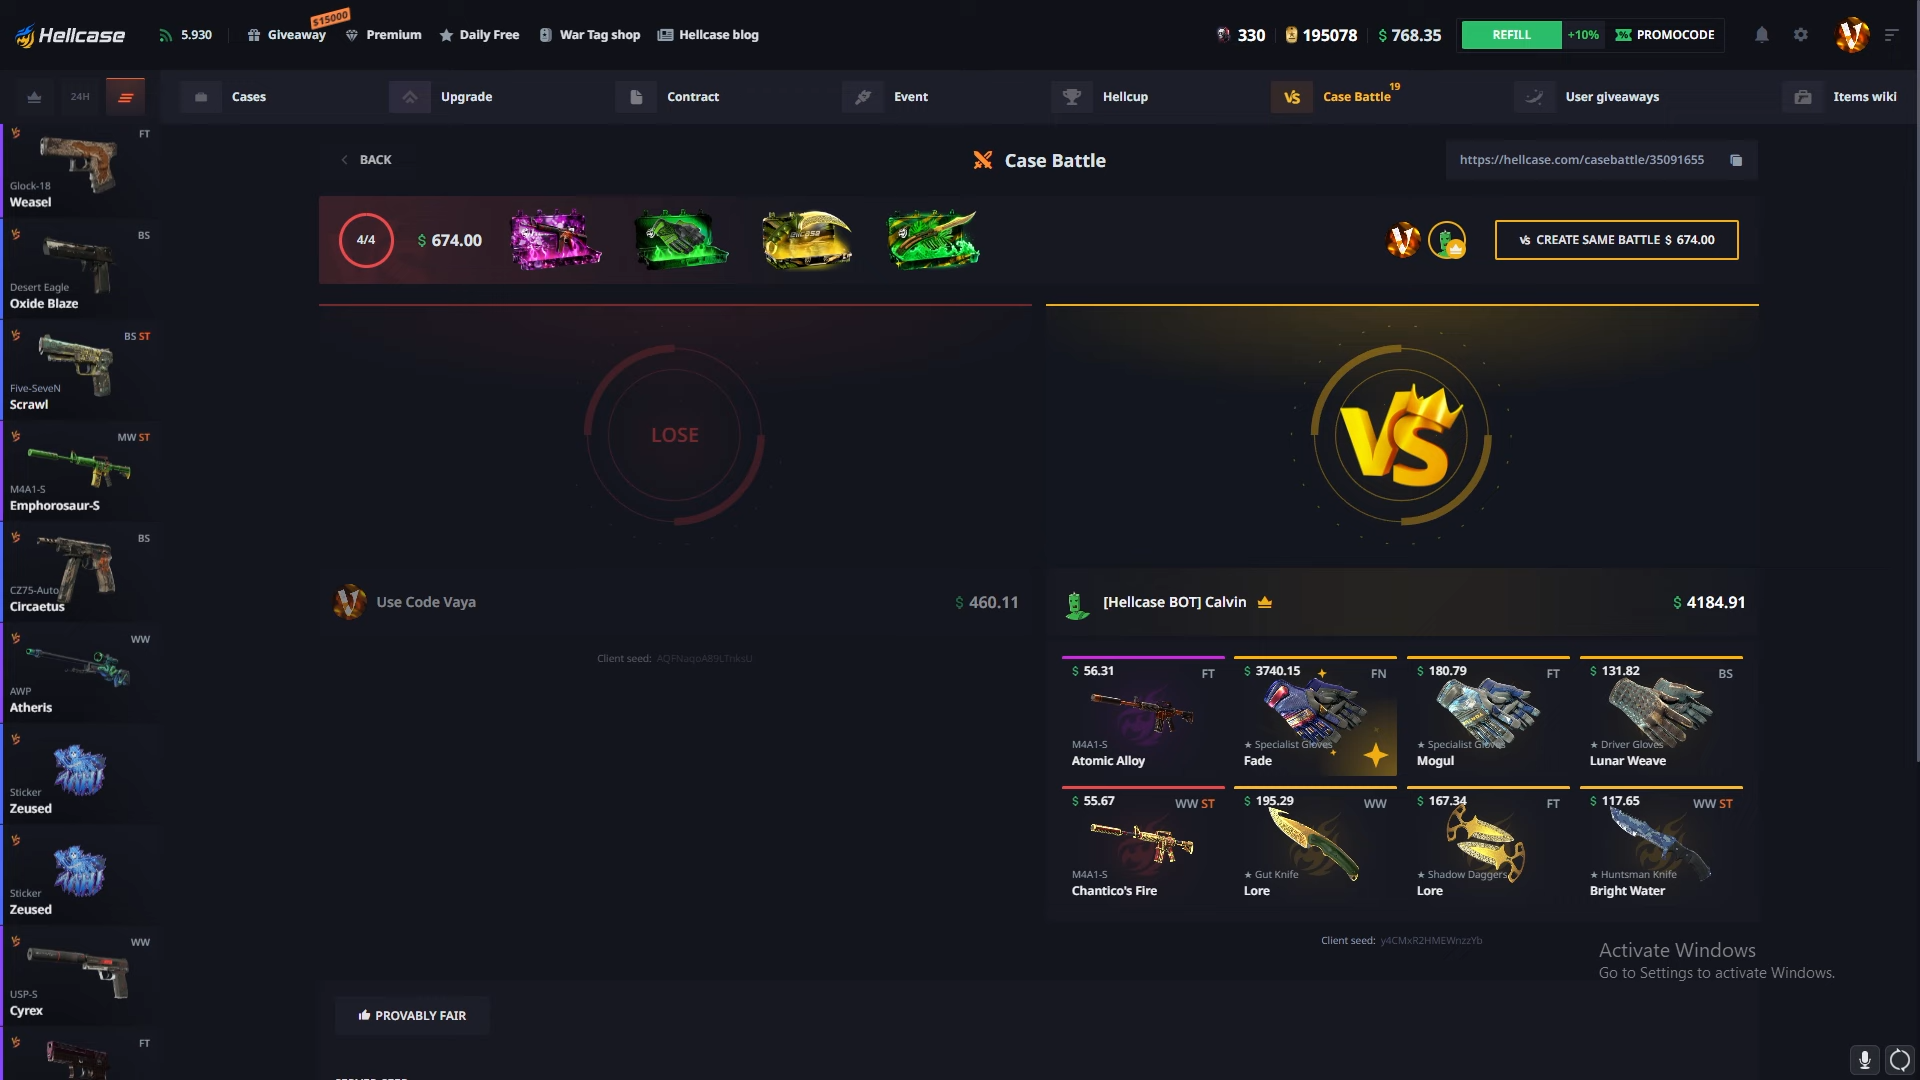 Hellcase
5.930
Giveaway
$15000
Premium
Daily Free
War Tag shop
Hellcase blog
330
195078
$ 768.35
REFILL
+10%
PROMOCODE
24H
Cases
Upgrade
Contract
Event
Hellcup
VS
Case Battle
19
User giveaways
Items wiki
BACK
Case Battle
https://hellcase.com/casebattle/35091655
4/4
$ 674.00
VS CREATE SAME BATTLE $ 674.00
FT
Glock-18
Weasel
BS
Desert Eagle
Oxide Blaze
BS ST
Five-SeveN
Scrawl
MW ST
M4A1-S
Emphorosaur-S
BS
CZ75-Auto
Circaetus
WW
AWP
Atheris
Sticker
Zeused
Sticker
Zeused
WW
USP-S
Cyrex
FT
LOSE
VS
Use Code Vaya
$ 460.11
Client seed: AQFNaqoA89LTnksU
[Hellcase BOT] Calvin
$ 4184.91
$ 56.31 FT
M4A1-S
Atomic Alloy
$ 3740.15 FN
★ Specialist Gloves
Fade
$ 180.79 FT
★ Specialist Gloves
Mogul
$ 131.82 BS
★ Driver Gloves
Lunar Weave
$ 55.67 WW ST
M4A1-S
Chantico's Fire
$ 195.29 WW
★ Gut Knife
Lore
$ 167.34 FT
★ Shadow Daggers
Lore
$ 117.65 WW ST
★ Huntsman Knife
Bright Water
Client seed: y4CMxR2HMEWnzzYb
Activate Windows
Go to Settings to activate Windows.
PROVABLY FAIR